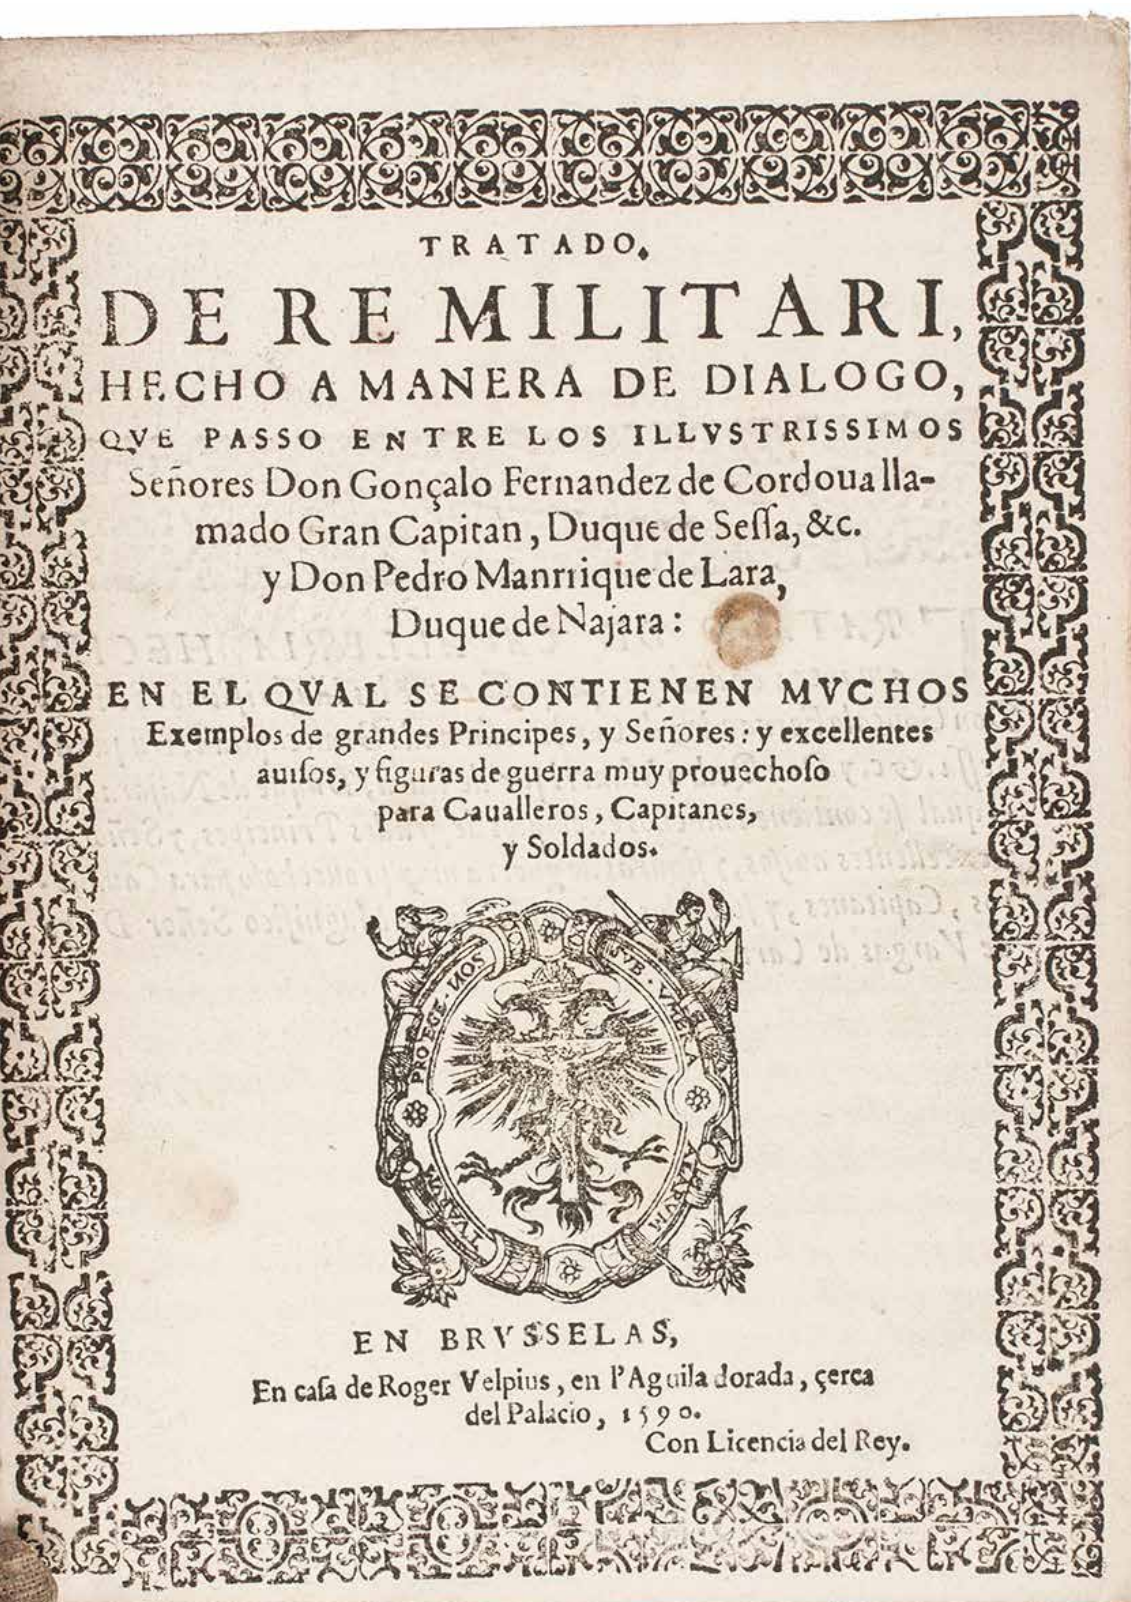 TRATADO.
DE RE MILITARI,
HECHO A MANERA DE DIALOGO,
QVE PASSO ENTRE LOS ILLVSTRISSIMOS
Señores Don Gonçalo Fernandez de Cordoua lla-
mado Gran Capitan, Duque de Seſſa, &c.
y Don Pedro Manrrique de Lara,
Duque de Najara:
EN EL QVAL SE CONTIENEN MVCHOS
Exemplos de grandes Principes, y Señores: y excellentes
auiſos, y figuras de guerra muy prouechoſo
para Caualleros, Capitanes,
y Soldados.
SVB · VMBRA
ALARVM
TVARVM
PROTEGE · NOS
EN BRVSSELAS,
En caſa de Roger Velpius, en l'Aguila dorada, çerca
del Palacio, 1590.
Con Licencia del Rey.